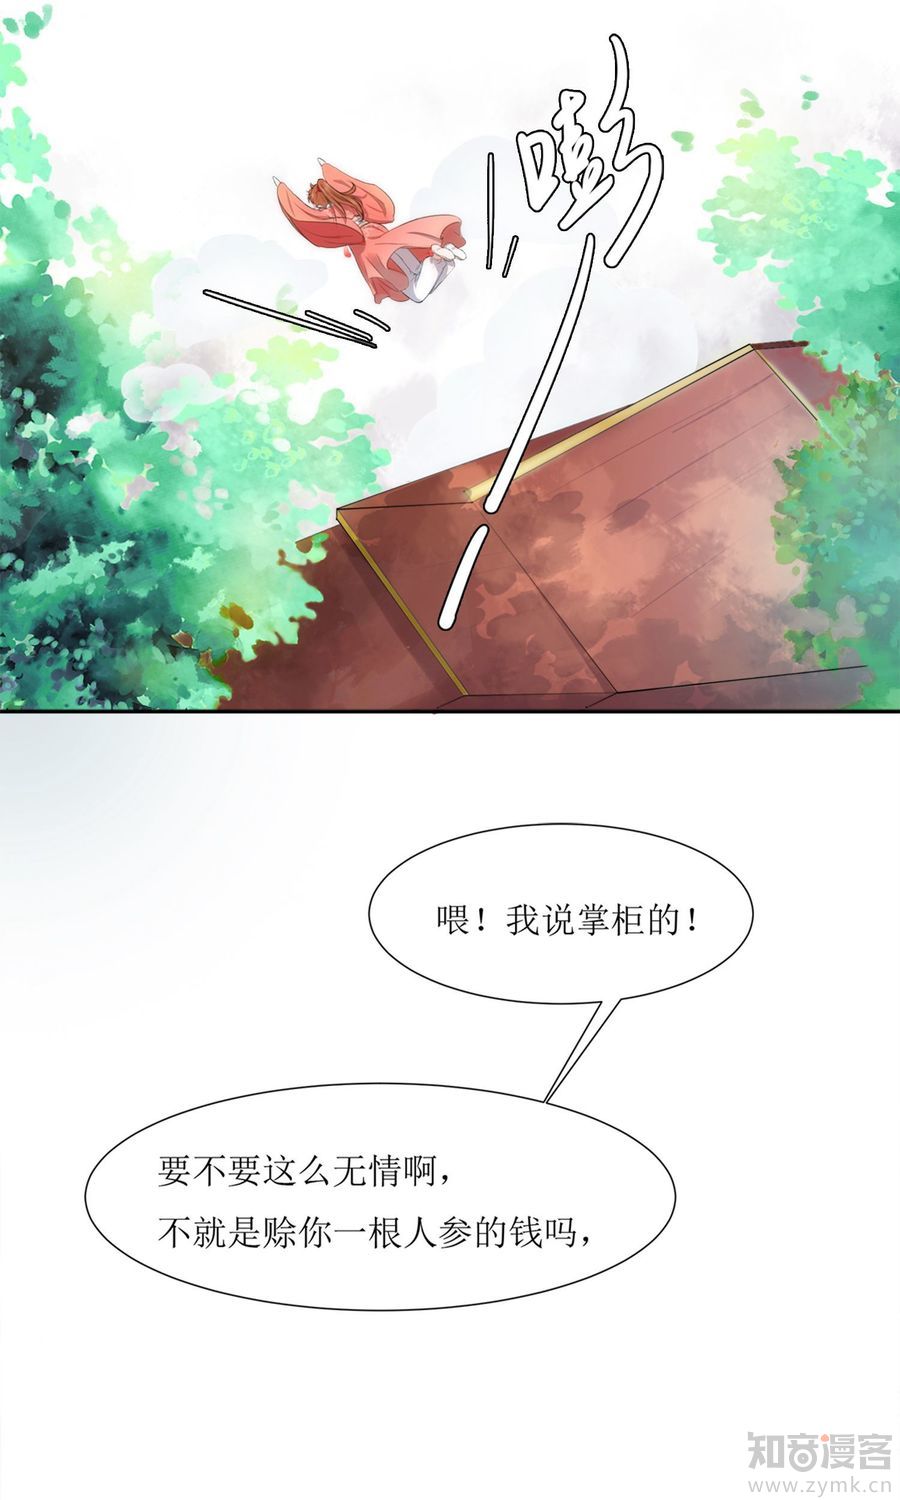 嘭
喂！我说掌柜的！
要不要这么无情啊，
不就是赊你一根人参的钱吗，
知音漫客
www.zymk.cn